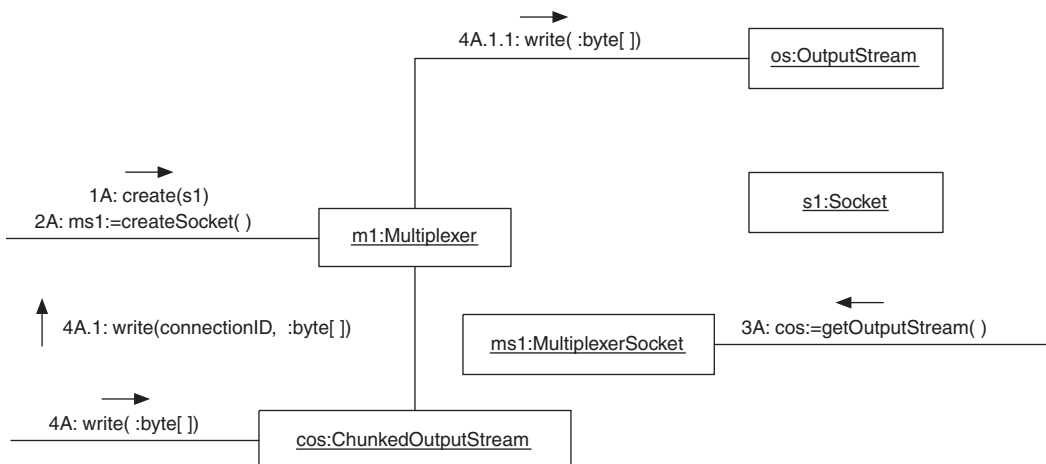 4A.1.1: write( :byte[ ])
os:OutputStream
1A: create(s1)
2A: ms1:=createSocket( )
s1:Socket
m1:Multiplexer
4A.1: write(connectionID,  :byte[ ])
3A: cos:=getOutputStream( )
ms1:MultiplexerSocket
4A: write( :byte[ ])
cos:ChunkedOutputStream